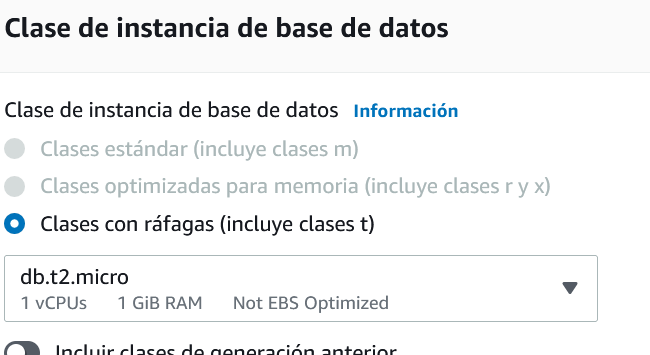 Clase de instancia de base de datos
Clase de instancia de base de datos Información
Clases estándar (incluye clases m)
Clases optimizadas para memoria (incluye clases r y x)
Clases con ráfagas (incluye clases t)
db.t2.micro
1 vCPUs 1 GiB RAM Not EBS Optimized
Incluir clases de generación anterior